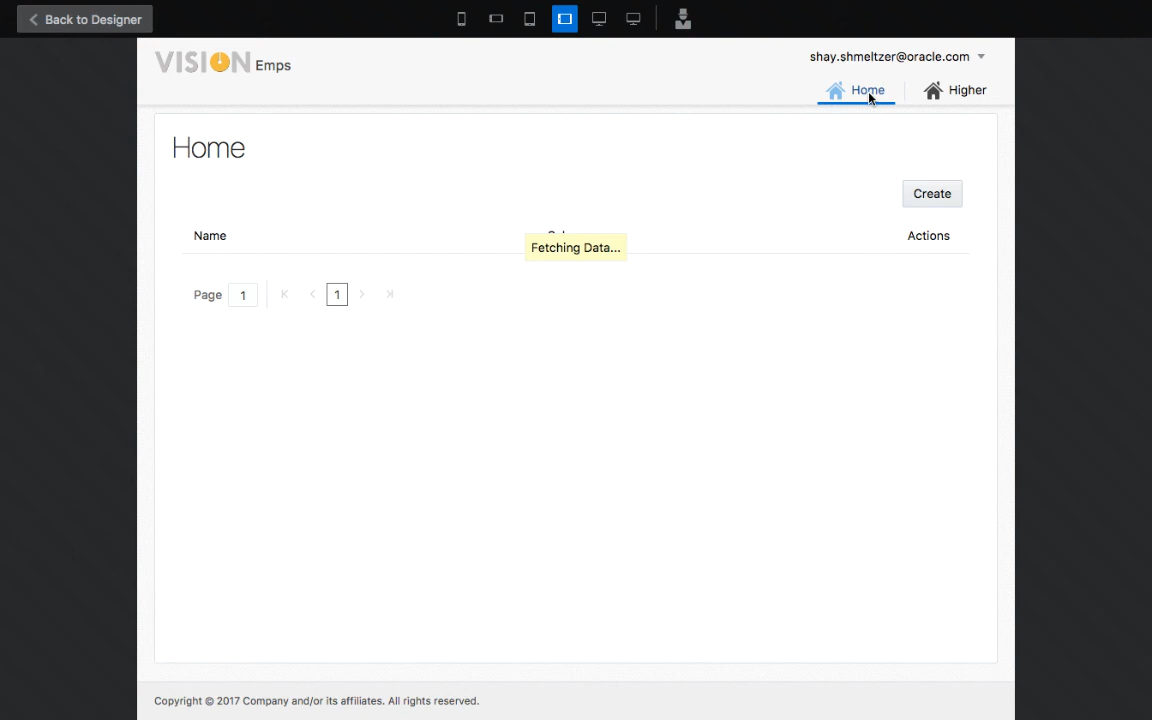 Back to Designer
VISION Emps
shay.shmeltzer@oracle.com
Home
Higher
Home
Create
Name
Actions
Fetching Data...
Page 1
1
Copyright © 2017 Company and/or its affiliates. All rights reserved.